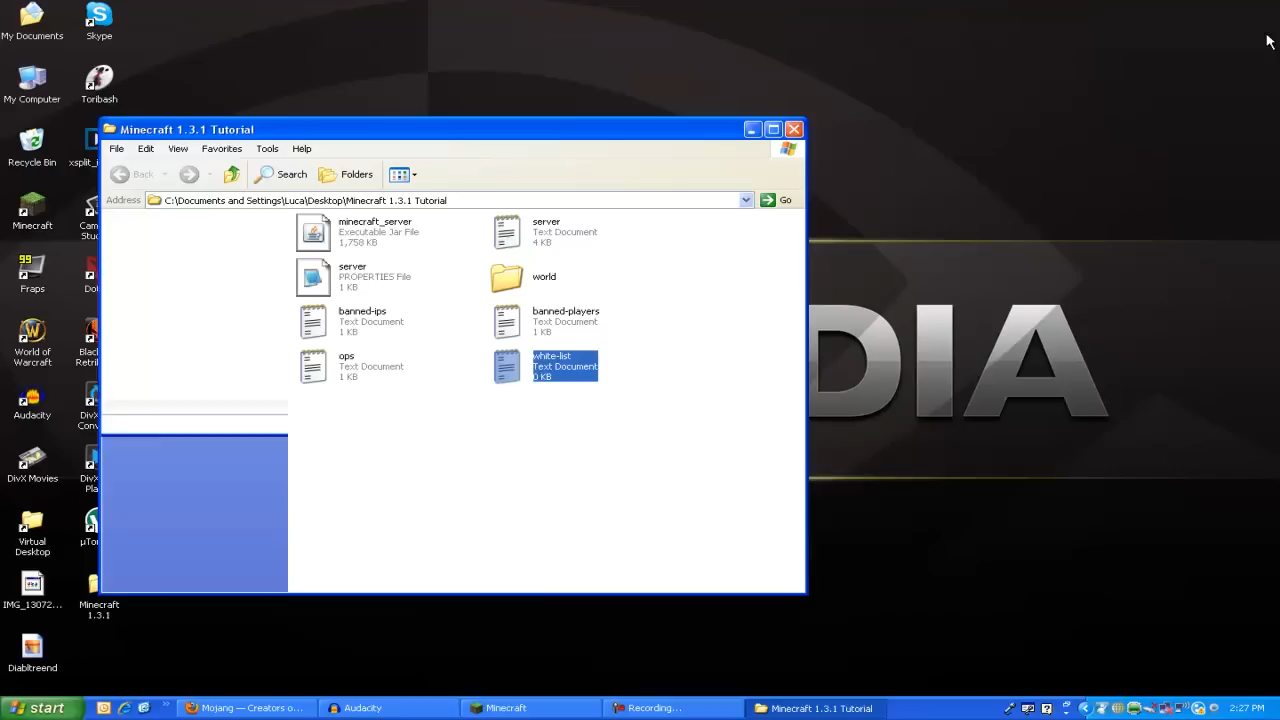 My Documents
Skype
My Computer
Toribash
Recycle Bin
xsplit_i
Minecraft
Cam
Stu
99
Fraps
Do
World of
Warcraft
Blac
Retri
Audacity
DivX
Con
DivX Movies
DivX
Pla
Virtual
Desktop
µTor
IMG_13072...
Minecraft
1.3.1
Diabltreend
Minecraft 1.3.1 Tutorial
File
Edit
View
Favorites
Tools
Help
Back
Search
Folders
Address
C:\Documents and Settings\Luca\Desktop\Minecraft 1.3.1 Tutorial
Go
minecraft_server
Executable Jar File
1,758 KB
server
Text Document
4 KB
server
PROPERTIES File
1 KB
world
banned-ips
Text Document
1 KB
banned-players
Text Document
1 KB
ops
Text Document
1 KB
white-list
Text Document
0 KB
DIA
start
Mojang — Creators o...
Audacity
Minecraft
Recording...
Minecraft 1.3.1 Tutorial
2:27 PM